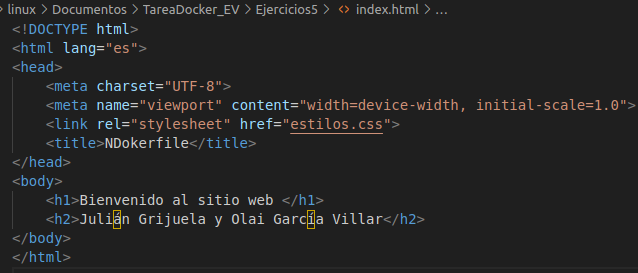 linux > Documentos > TareaDocker_EV > Ejercicios5 > <> index.html > ...
<!DOCTYPE html>
<html lang="es">
<head>
    <meta charset="UTF-8">
    <meta name="viewport" content="width=device-width, initial-scale=1.0">
    <link rel="stylesheet" href="estilos.css">
    <title>NDokerfile</title>
</head>
<body>
    <h1>Bienvenido al sitio web </h1>
    <h2>Julián Grijuela y Olai García Villar</h2>
</body>
</html>